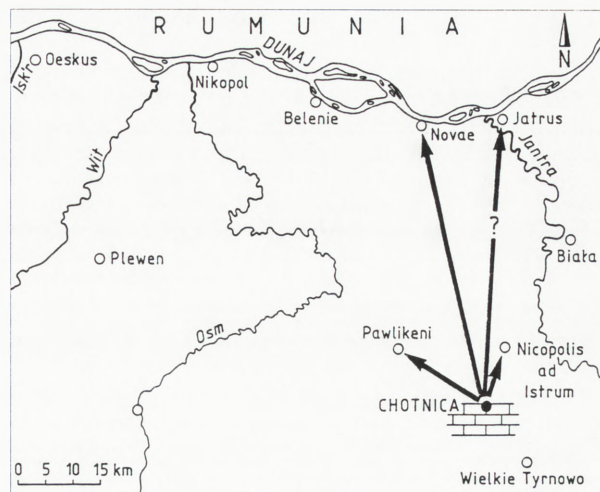 RUMUNIA
DUNAJ
N
Isk'r
Oeskus
Nikopol
Belenie
Novae
Jatrus
Jantra
Wit
?
Plewen
Biała
Osm
Pawlikeni
Nicopolis
ad
Istrum
CHOTNICA
0 5 10 15 km
Wielkie Tyrnowo